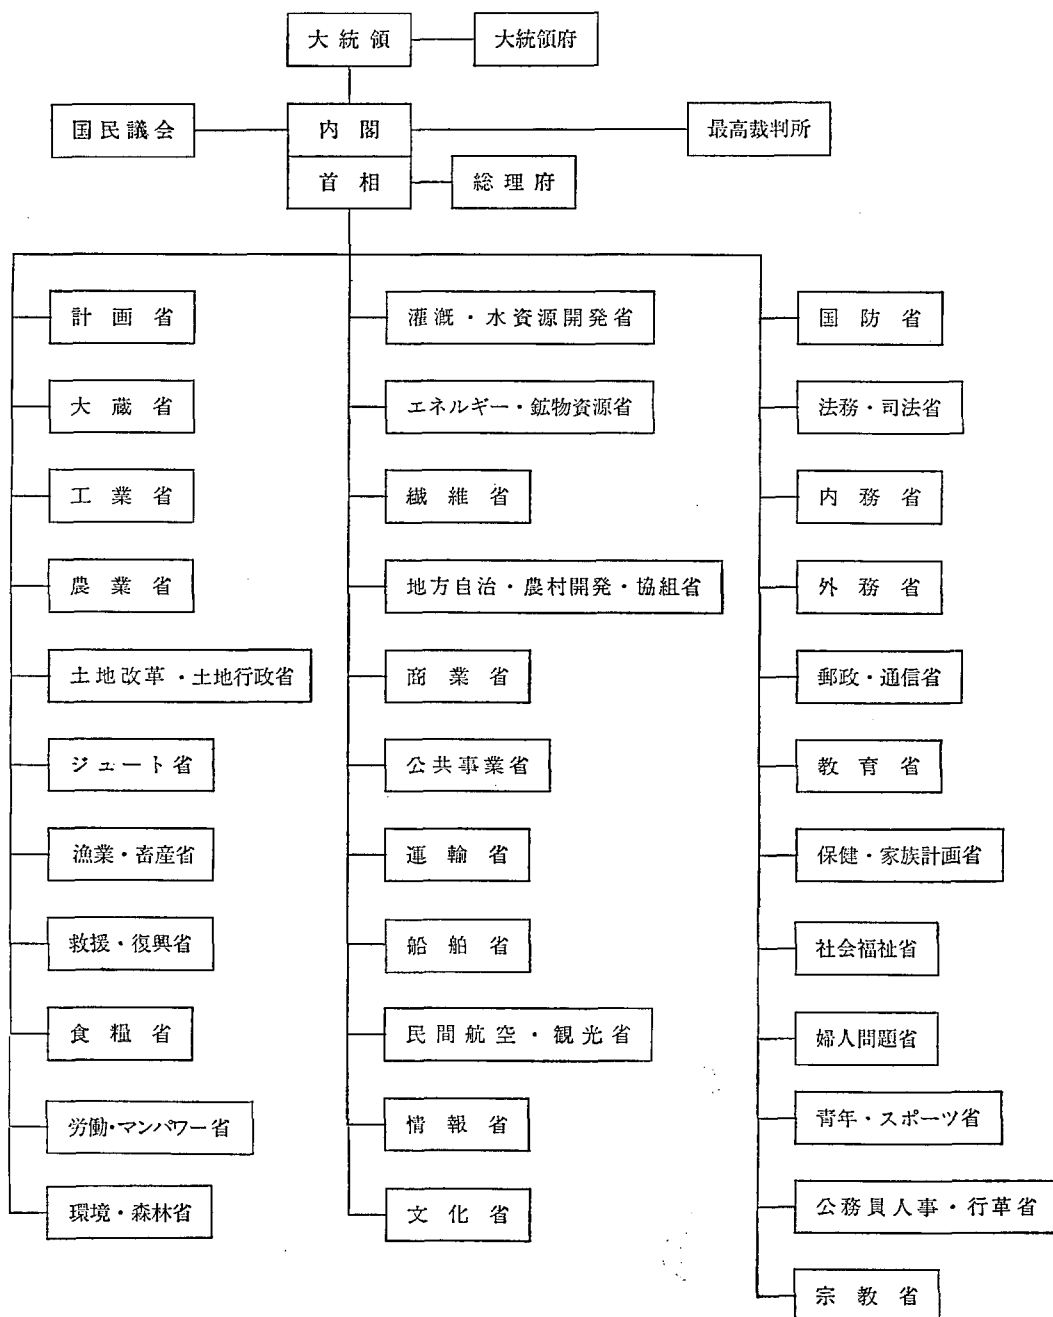 大統領
大統領府
国民議会
内閣
最高裁判所
首相
総理府
計画省
大蔵省
工業省
農業省
土地改革・土地行政省
ジュート省
漁業・畜産省
救援・復興省
食糧省
労働・マンパワー省
環境・森林省
灌漑・水資源開発省
エネルギー・鉱物資源省
繊維省
地方自治・農村開発・協組省
商業省
公共事業省
運輸省
船舶省
民間航空・観光省
情報省
文化省
国防省
法務・司法省
内務省
外務省
郵政・通信省
教育省
保健・家族計画省
社会福祉省
婦人問題省
青年・スポーツ省
公務員人事・行革省
宗教省